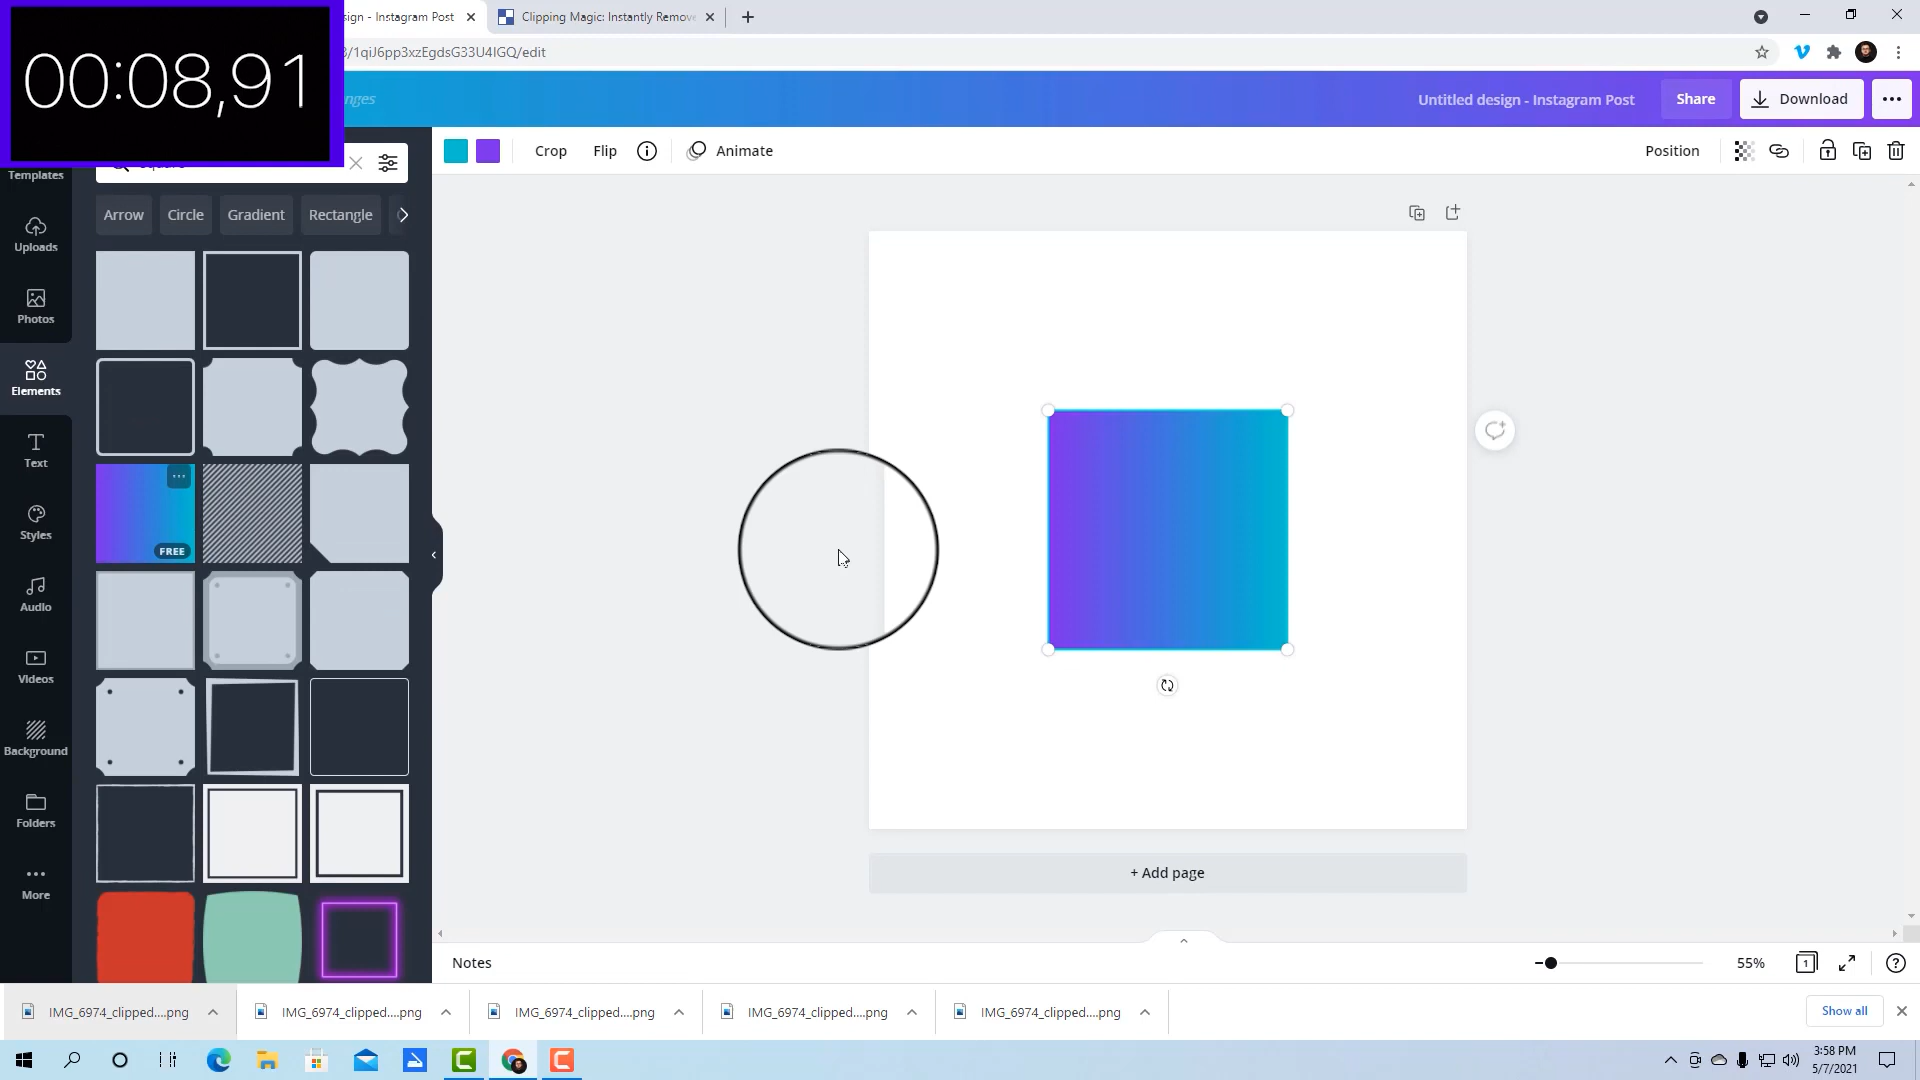 00:08,91
sign - Instagram Post
Clipping Magic: Instantly Remove
/1qiJ6pp3xzEgdsG33U4IGQ/edit
nges
Untitled design - Instagram Post
Share
Download
Crop
Flip
Animate
Position
Templates
Uploads
Photos
Elements
Text
Styles
Audio
Videos
Background
Folders
More
Arrow
Circle
Gradient
Rectangle
FREE
+ Add page
Notes
55%
1
IMG_6974_clipped....png
IMG_6974_clipped....png
IMG_6974_clipped....png
IMG_6974_clipped....png
IMG_6974_clipped....png
Show all
3:58 PM
5/7/2021